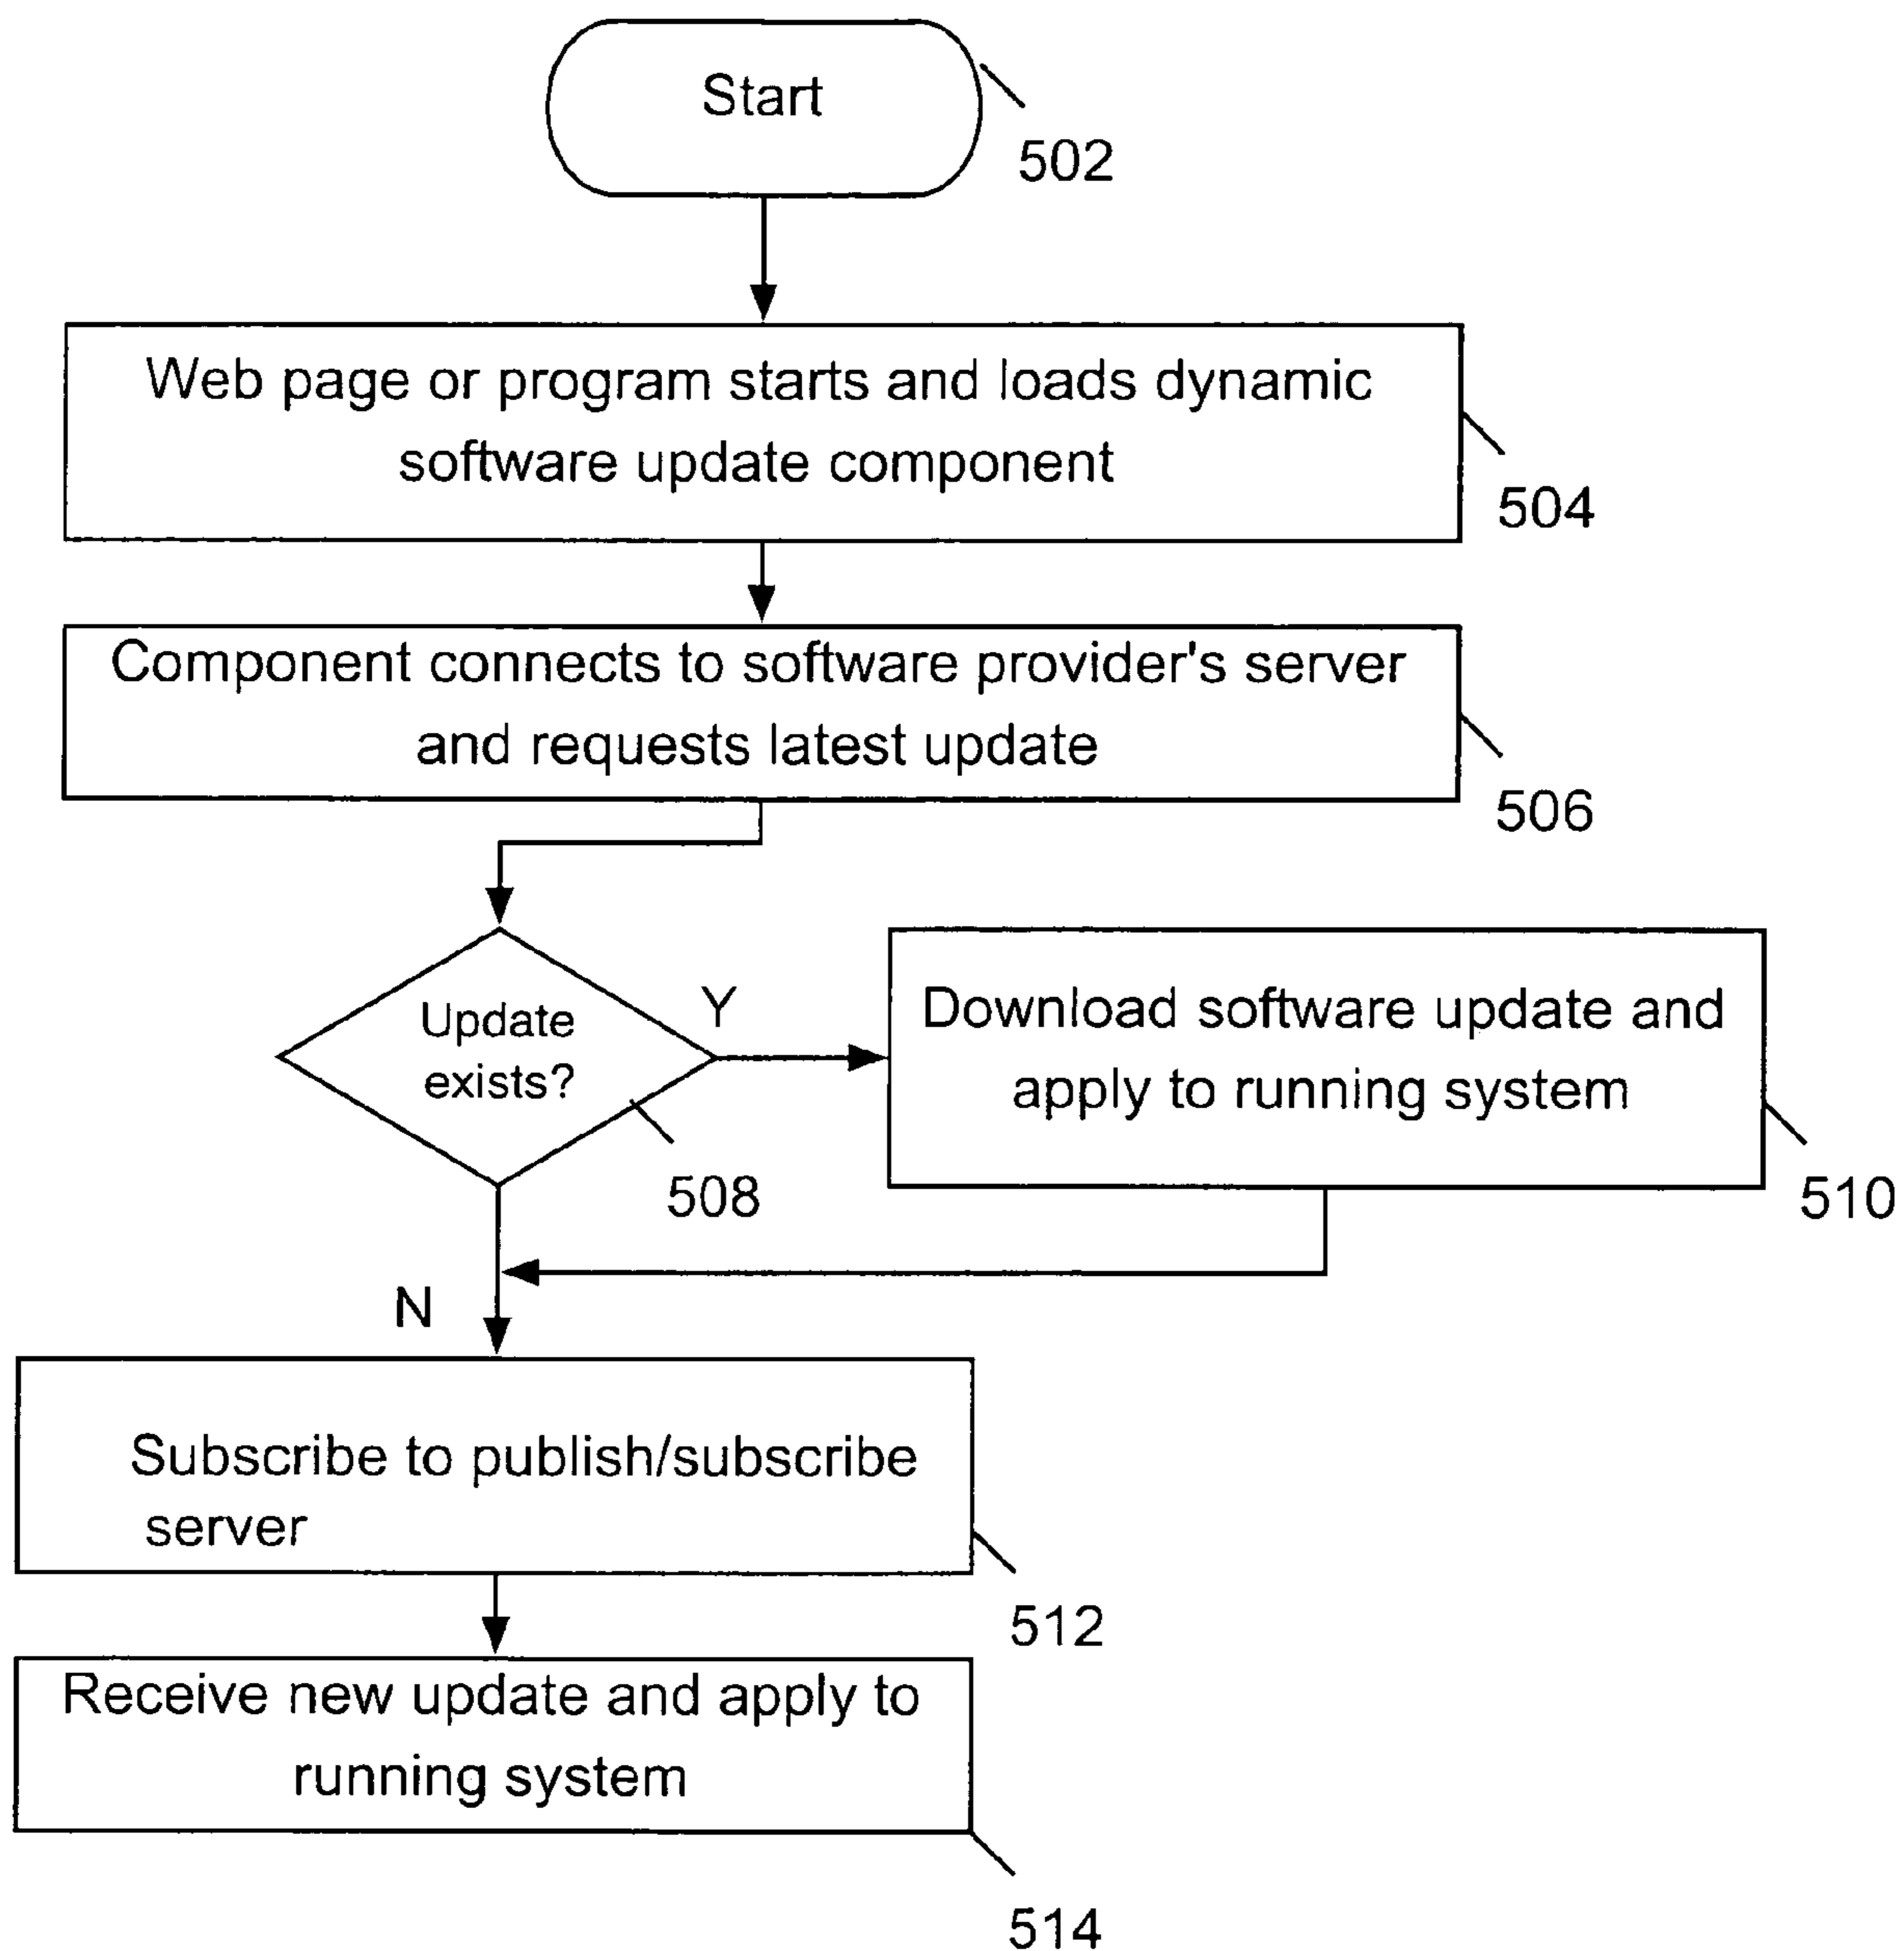 Start
502
Web page or program starts and loads dynamic
software update component
504
Component connects to software provider's server
and requests latest update
506
Update
exists?
508
Y
Download software update and
apply to running system
510
N
Subscribe to publish/subscribe
server
512
Receive new update and apply to
running system
514